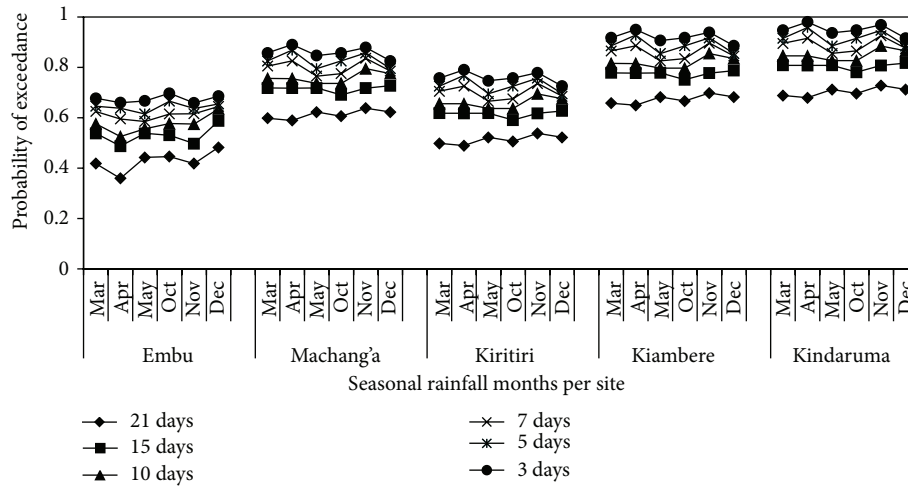 Probability of exceedance
1
0.8
0.6
0.4
0.2
0
Mar Apr May Oct Nov Dec Mar Apr May Oct Nov Dec Mar Apr May Oct Nov Dec Mar Apr May Oct Nov Dec Mar Apr May Oct Nov Dec
Embu Machang'a Kiritiri Kiambere Kindaruma
Seasonal rainfall months per site
21 days
15 days
10 days
7 days
5 days
3 days